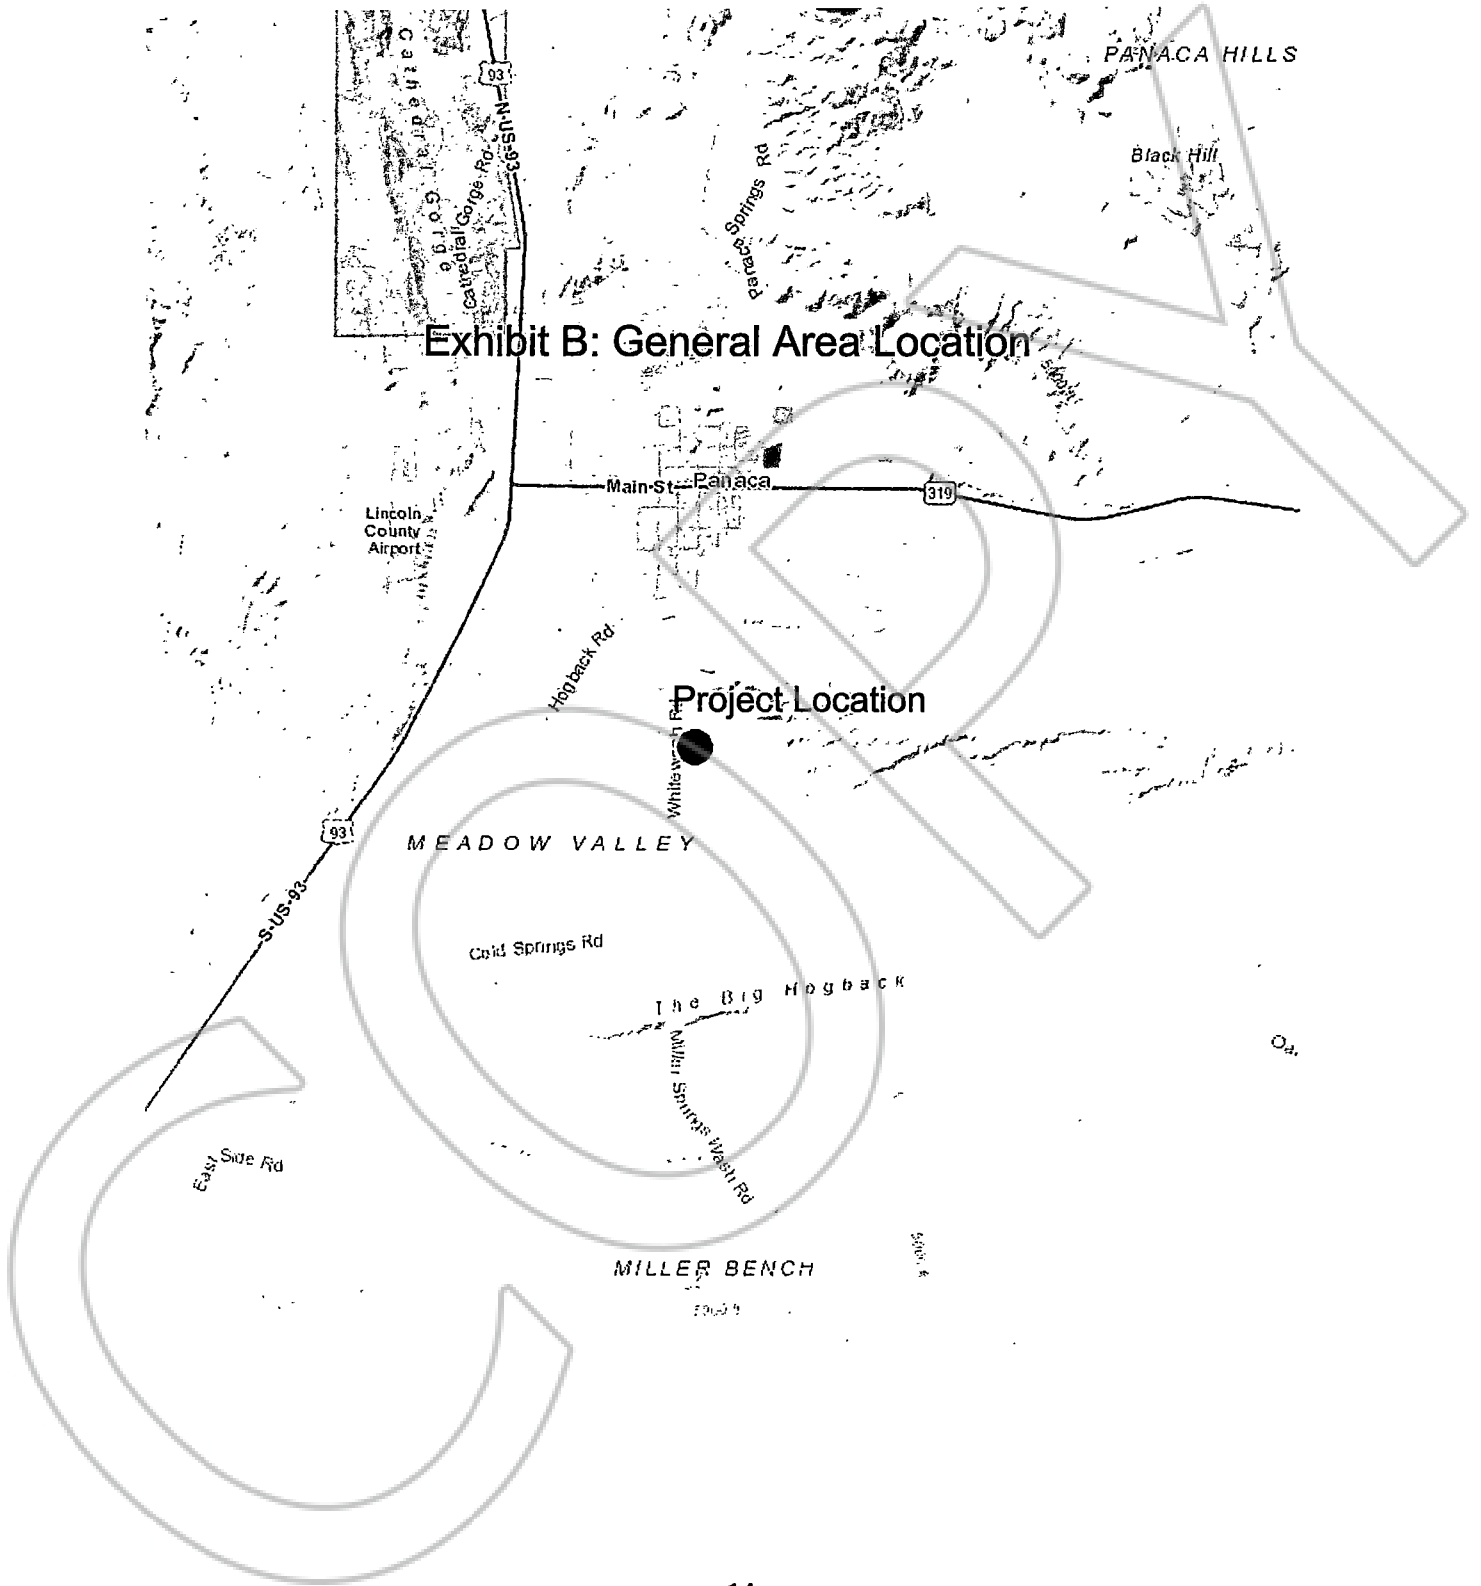 PANACA HILLS
93
N-US-93
Cathedral Gorge
Cathedral Gorge Rd
Black Hill
Panaca Springs Rd
Exhibit B: General Area Location
Main-St
Panaca
319
Lincoln
County
Airport
Hogback Rd
Project Location
Whitewash Rd
93
MEADOW VALLEY
S-US-93
Cold Springs Rd
The Big Hogback
Miller Springs Wash Rd
East Side Rd
MILLER BENCH
COPY